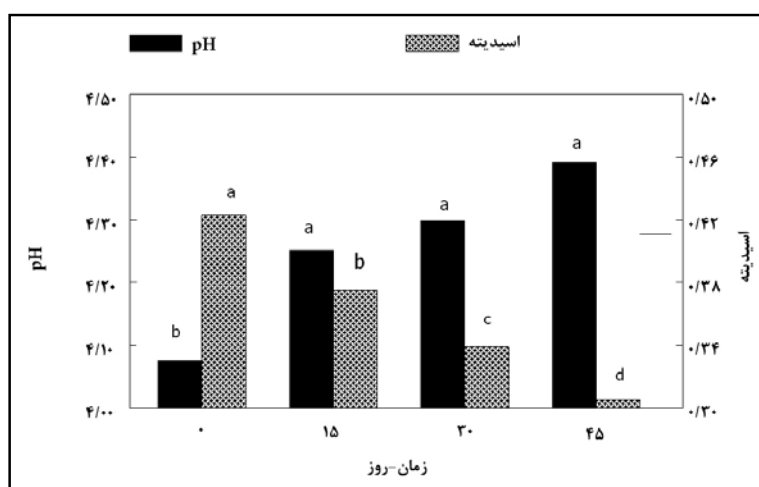 pH
اسیدیته
۴/۵۰
۴/۴۰
۴/۳۰
۴/۲۰
۴/۱۰
۴/۰۰
pH
۰/۵۰
۰/۴۶
۰/۴۲
۰/۳۸
۰/۳۴
۰/۳۰
اسیدیته
b
a
a
b
a
c
a
d
۰
۱۵
۳۰
۴۵
زمان-روز